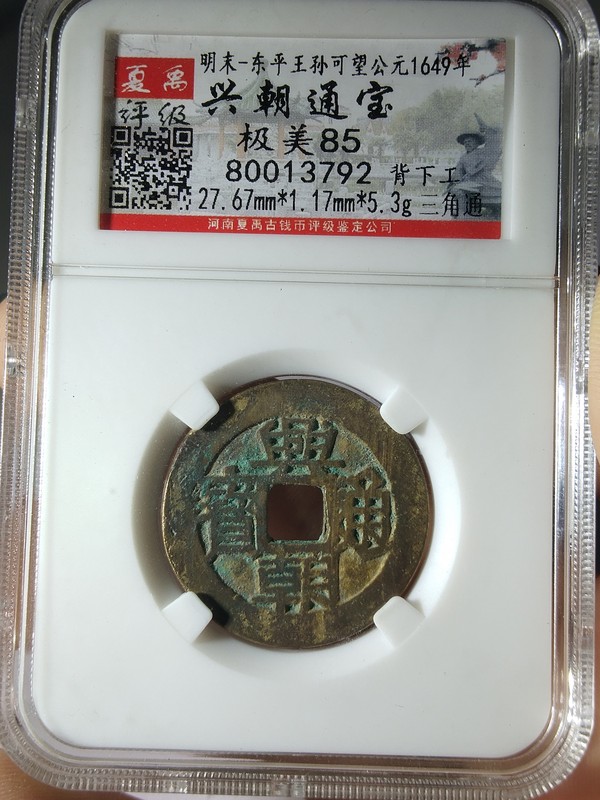 明末-东平王孙可望公元1649年
夏禹
评级
兴朝通宝
极美85
80013792 背下工
27.67mm*1.17mm*5.3g 三角通
河南夏禹古钱币评级鉴定公司
興
寶 通
朝